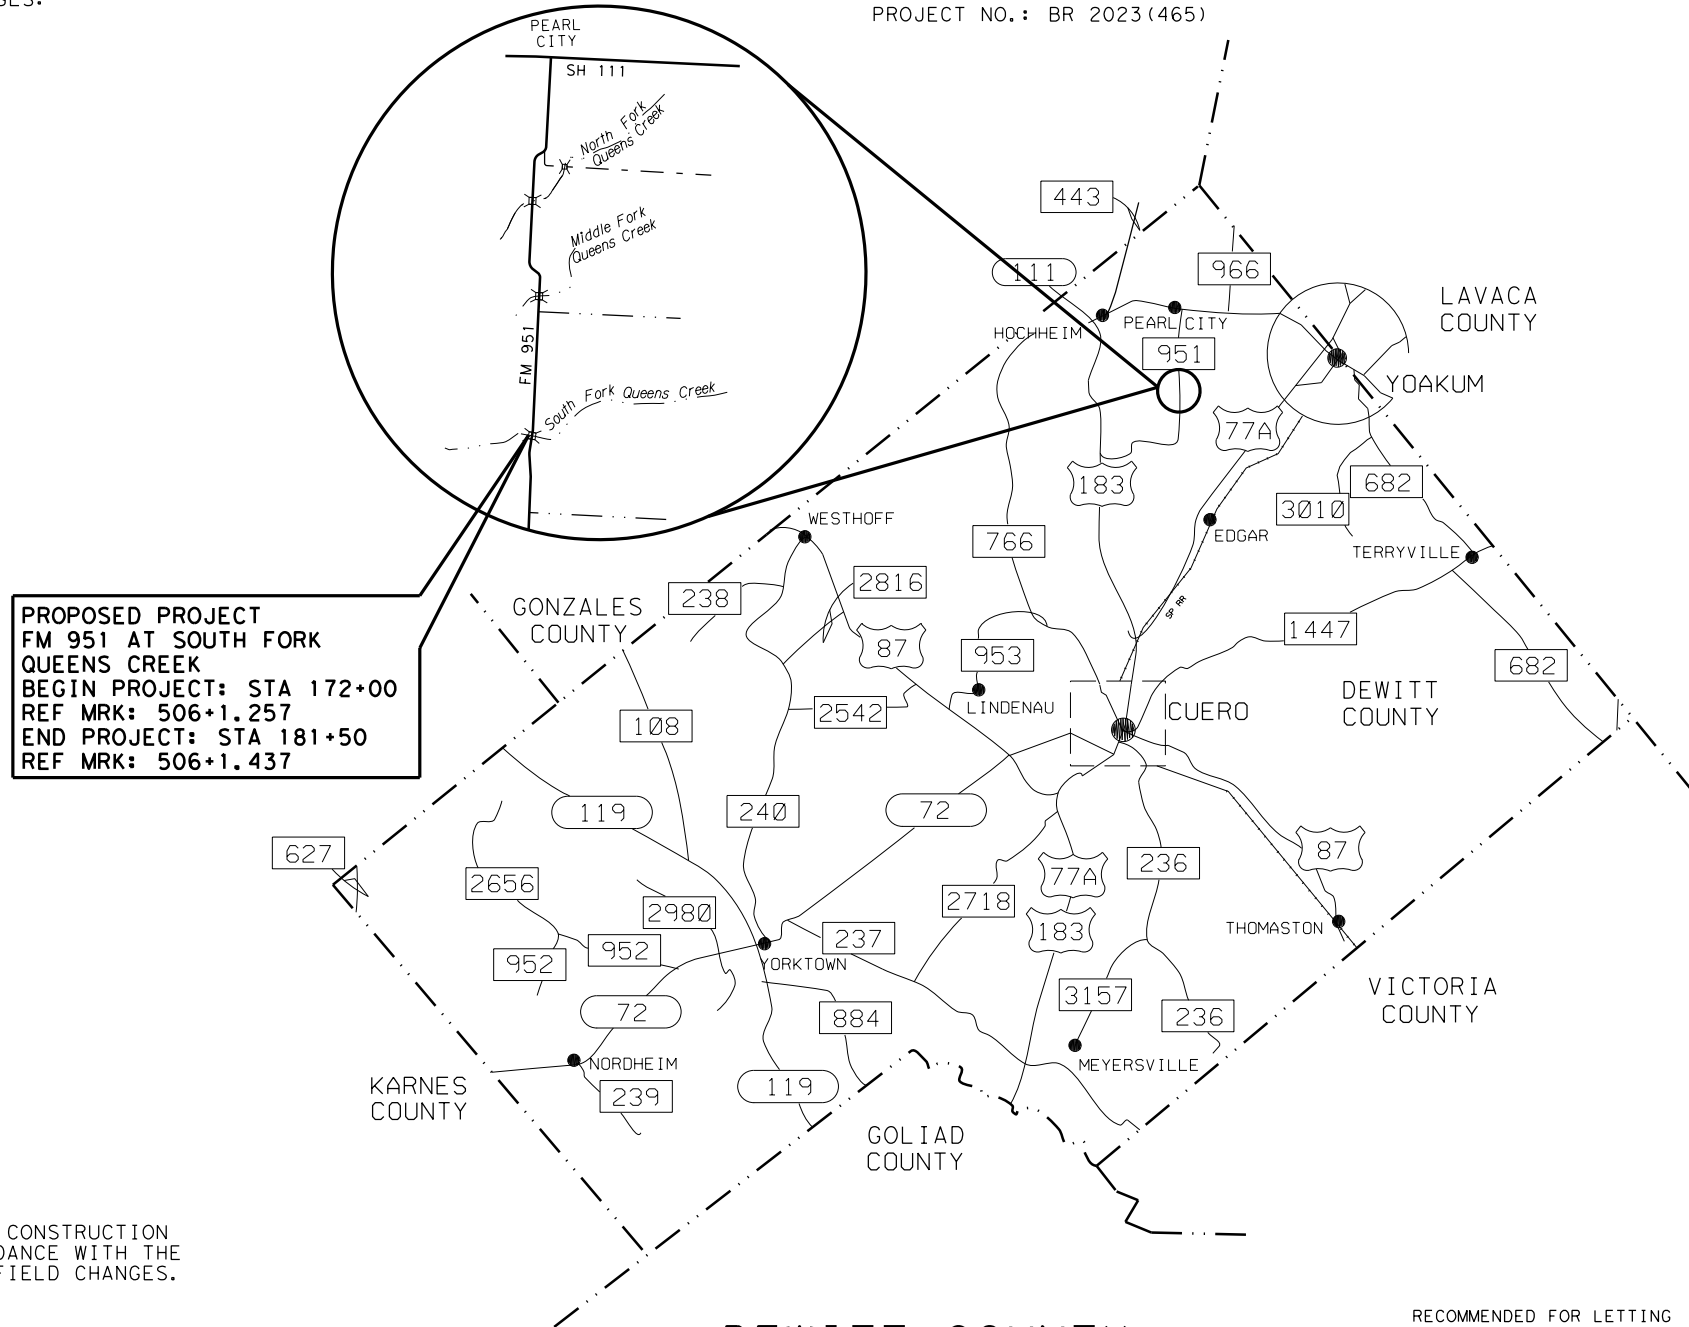 SES:
PROJECT NO.: BR 2023(465)
PEARL
CITY
SH 111
North Fork
Queens Creek
Middle Fork
Queens Creek
FM 951
South Fork Queens Creek
PROPOSED PROJECT
FM 951 AT SOUTH FORK
QUEENS CREEK
BEGIN PROJECT: STA 172+00
REF MRK: 506+1.257
END PROJECT: STA 181+50
REF MRK: 506+1.437
443
111
966
HOCHHEIM
PEARL CITY
951
LAVACA
COUNTY
YOAKUM
77A
183
682
3010
WESTHOFF
EDGAR
766
TERRYVILLE
2816
238
GONZALES
COUNTY
SP RR
1447
87
953
682
LINDENAU
DEWITT
COUNTY
2542
CUERO
108
119
240
72
627
87
236
77A
2656
2718
2980
183
THOMASTON
237
952
952
YORKTOWN
VICTORIA
COUNTY
3157
72
884
236
NORDHEIM
MEYERSVILLE
KARNES
COUNTY
119
239
GOLIAD
COUNTY
CONSTRUCTION
DANCE WITH THE
FIELD CHANGES.
RECOMMENDED FOR LETTING